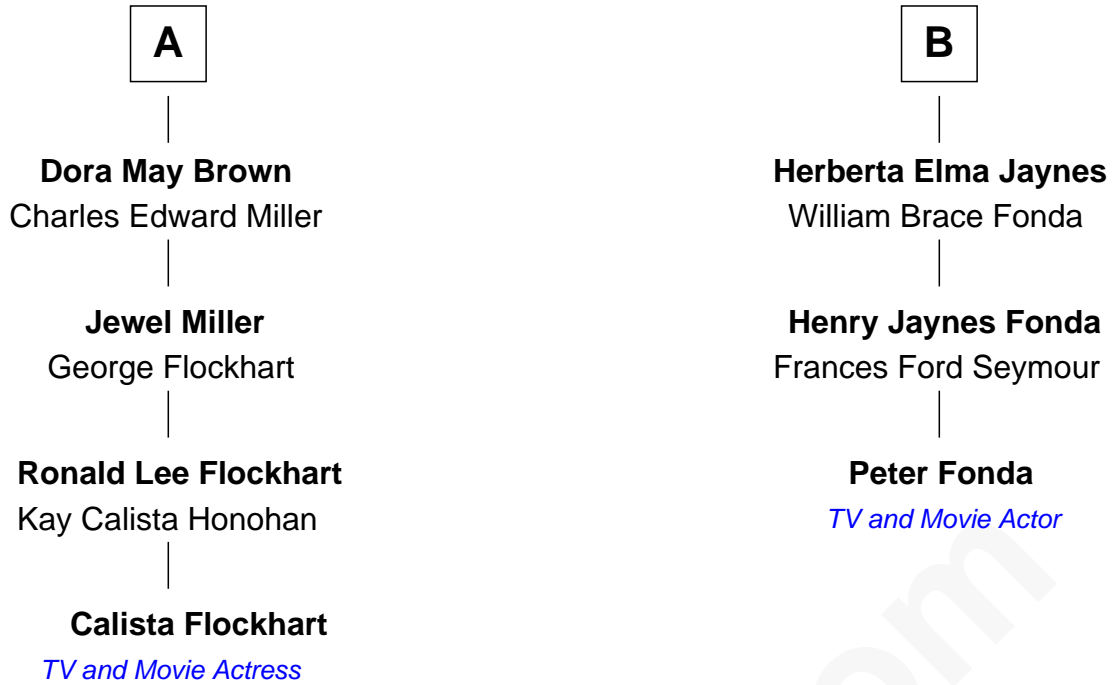 A
Dora May Brown
Charles Edward Miller
Jewel Miller
George Flockhart
Ronald Lee Flockhart
Kay Calista Honohan
Calista Flockhart
TV and Movie Actress
B
Herberta Elma Jaynes
William Brace Fonda
Henry Jaynes Fonda
Frances Ford Seymour
Peter Fonda
TV and Movie Actor
om